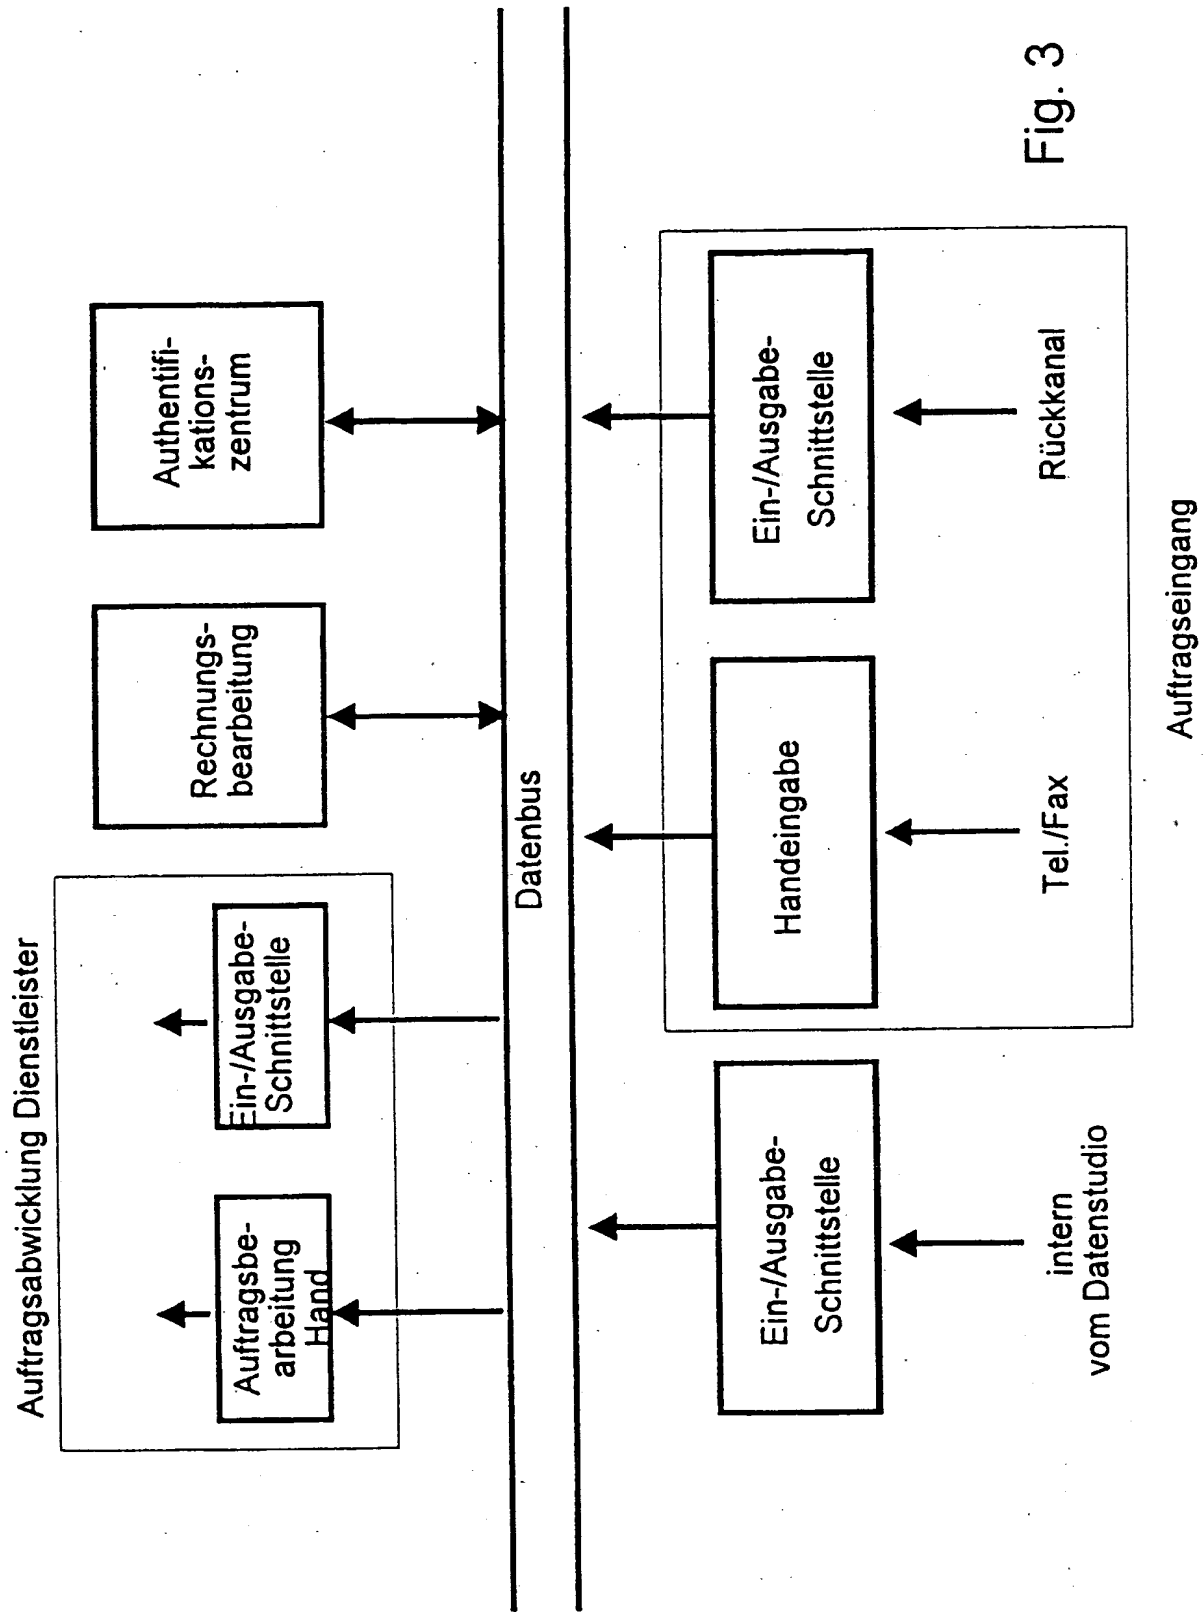 Auftragsabwicklung Dienstleister
Auftragsbe-
arbeitung
Hand
Ein-/Ausgabe-
Schnittstelle
Rechnungs-
bearbeitung
Authentifi-
kations-
zentrum
Datenbus
Ein-/Ausgabe-
Schnittstelle
Handeingabe
Ein-/Ausgabe-
Schnittstelle
intern
vom Datenstudio
Tel./Fax
Rückkanal
Auftragseingang
Fig. 3